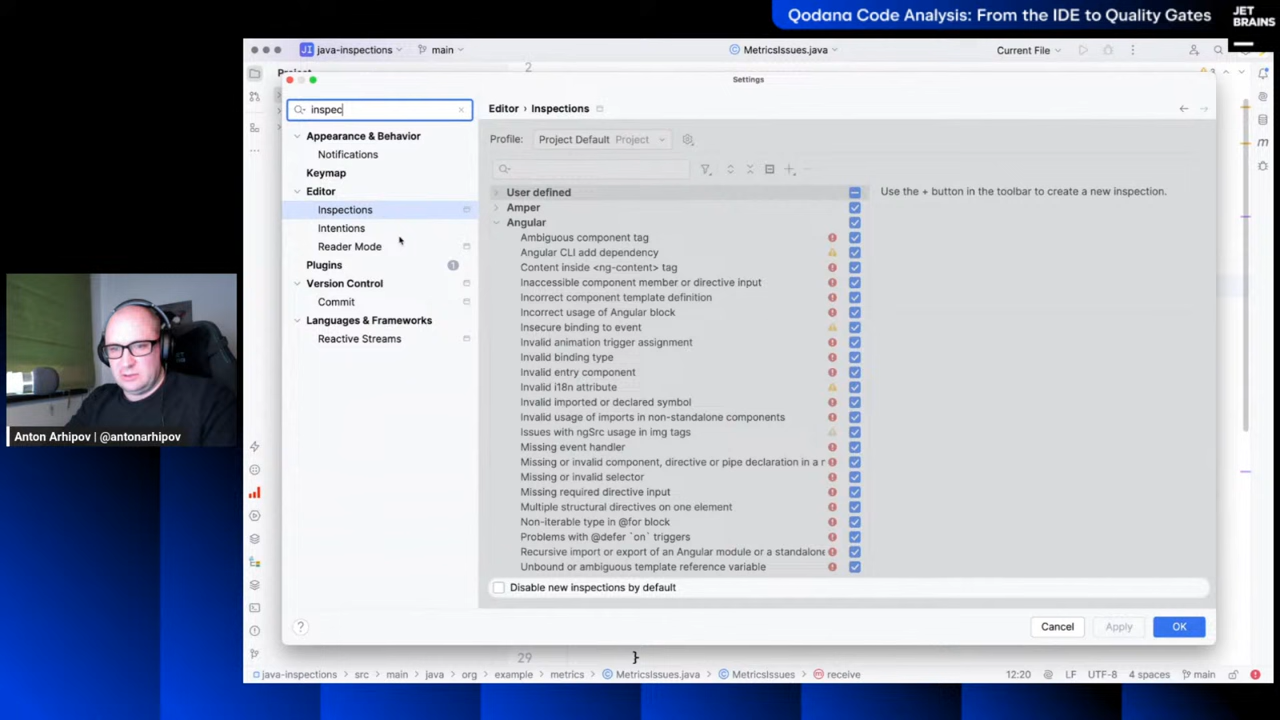 Qodana Code Analysis: From the IDE to Quality Gates
JET
BRAINS
JI java-inspections
main
MetricsIssues.java
Current File
2
Settings
inspec
Appearance & Behavior
Notifications
Keymap
Editor
Inspections
Intentions
Reader Mode
Plugins
1
Version Control
Commit
Languages & Frameworks
Reactive Streams
Editor › Inspections
Profile:
Project Default Project
User defined
Amper
Angular
Ambiguous component tag
Angular CLI add dependency
Content inside <ng-content> tag
Inaccessible component member or directive input
Incorrect component template definition
Incorrect usage of Angular block
Insecure binding to event
Invalid animation trigger assignment
Invalid binding type
Invalid entry component
Invalid i18n attribute
Invalid imported or declared symbol
Invalid usage of imports in non-standalone components
Issues with ngSrc usage in img tags
Missing event handler
Missing or invalid component, directive or pipe declaration in a r
Missing or invalid selector
Missing required directive input
Multiple structural directives on one element
Non-iterable type in @for block
Problems with @defer `on` triggers
Recursive import or export of an Angular module or a standalone
Unbound or ambiguous template reference variable
Use the + button in the toolbar to create a new inspection.
Disable new inspections by default
?
Cancel
Apply
OK
29
}
java-inspections › src › main › java › org › example › metrics › MetricsIssues.java › MetricsIssues › receive
12:20
LF
UTF-8
4 spaces
main
Anton Arhipov | @antonarhipov